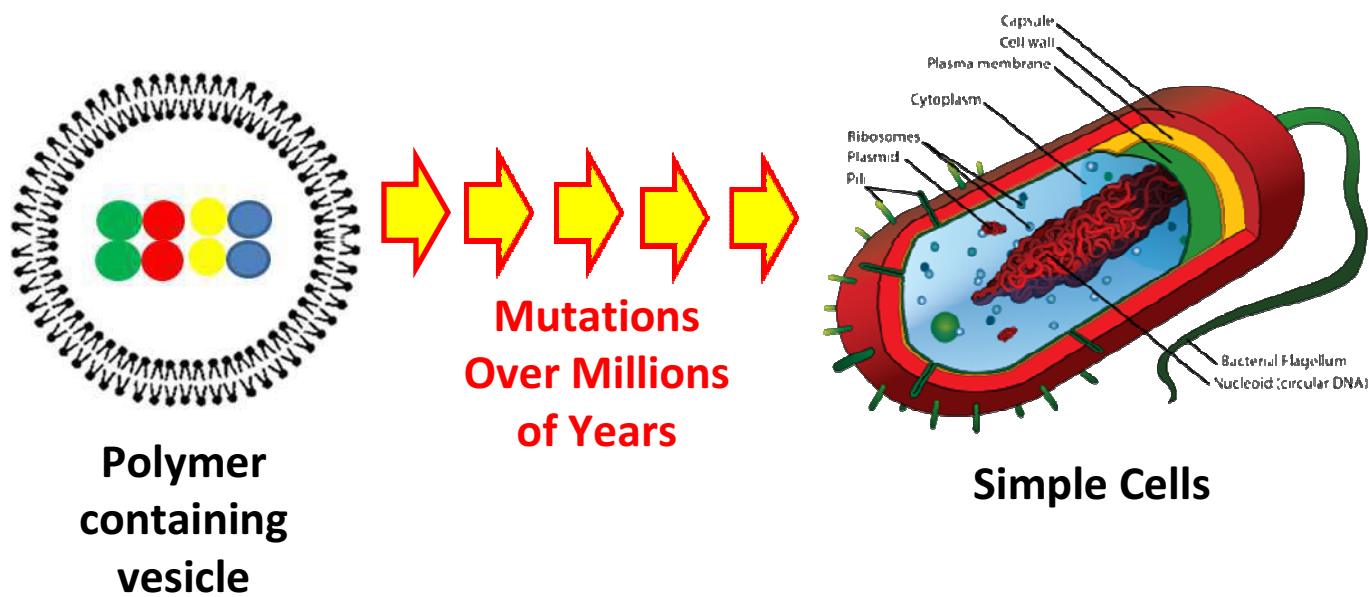 Capsule
Cell wall
Plasma membrane
Cytoplasm
Ribosomes
Plasmid
Pili
Bacterial Flagellum
Nucleoid (circular DNA)
Mutations
Over Millions
of Years
Polymer
containing
vesicle
Simple Cells